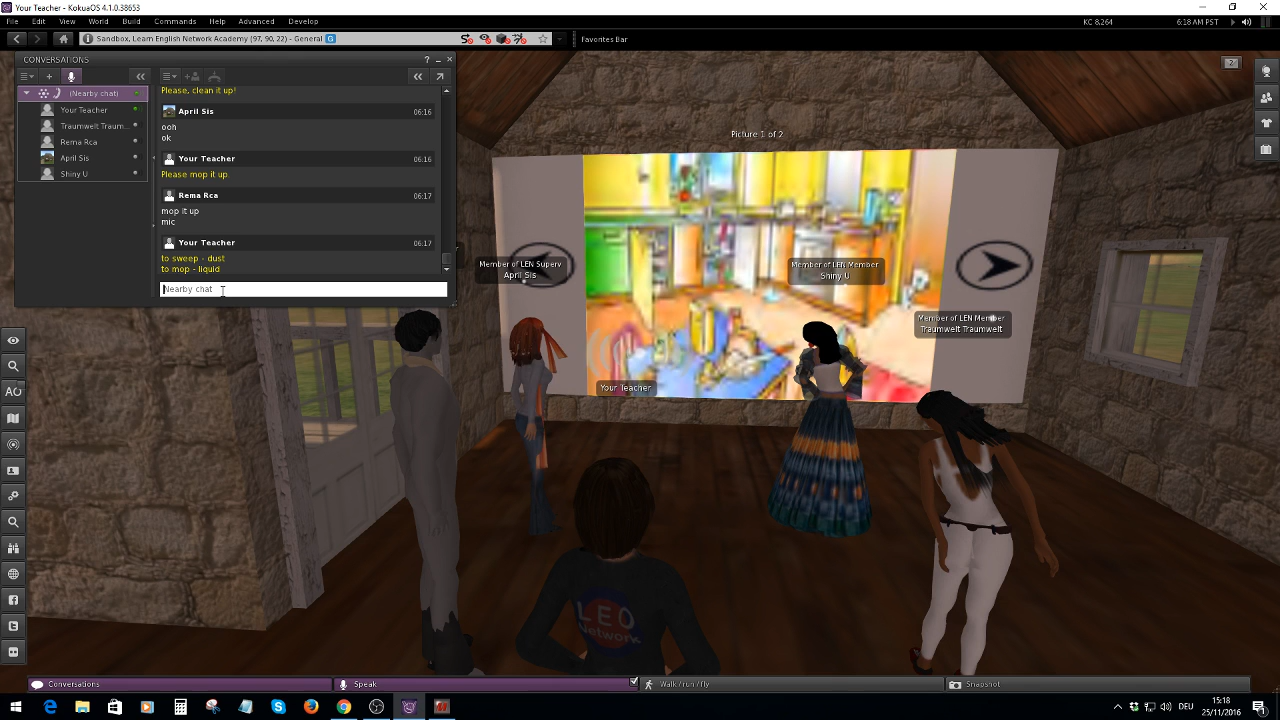 Your Teacher - KokuaOS 4.1.0.38653
File Edit View World Build Commands Help Advanced Develop
KC 8,264 6:18 AM PST
Sandbox, Learn English Network Academy (97, 90, 22) - General G
Favorites Bar
CONVERSATIONS
(Nearby chat)
Your Teacher
Traumwelt Traum...
Rema Rca
April Sis
Shiny U
Please, clean it up!
April Sis 06:16
ooh
ok
Your Teacher 06:16
Please mop it up.
Rema Rca 06:17
mop it up
mic
Your Teacher 06:17
to sweep - dust
to mop - liquid
Nearby chat
Picture 1 of 2
Member of LEN Superv
April Sis
Member of LEN Member
Shiny U
Member of LEN Member
Traumwelt Traumwelt
Your Teacher
AO
LEO
Network
Conversations
Speak
Walk / run / fly
Snapshot
15:18
DEU
25/11/2016